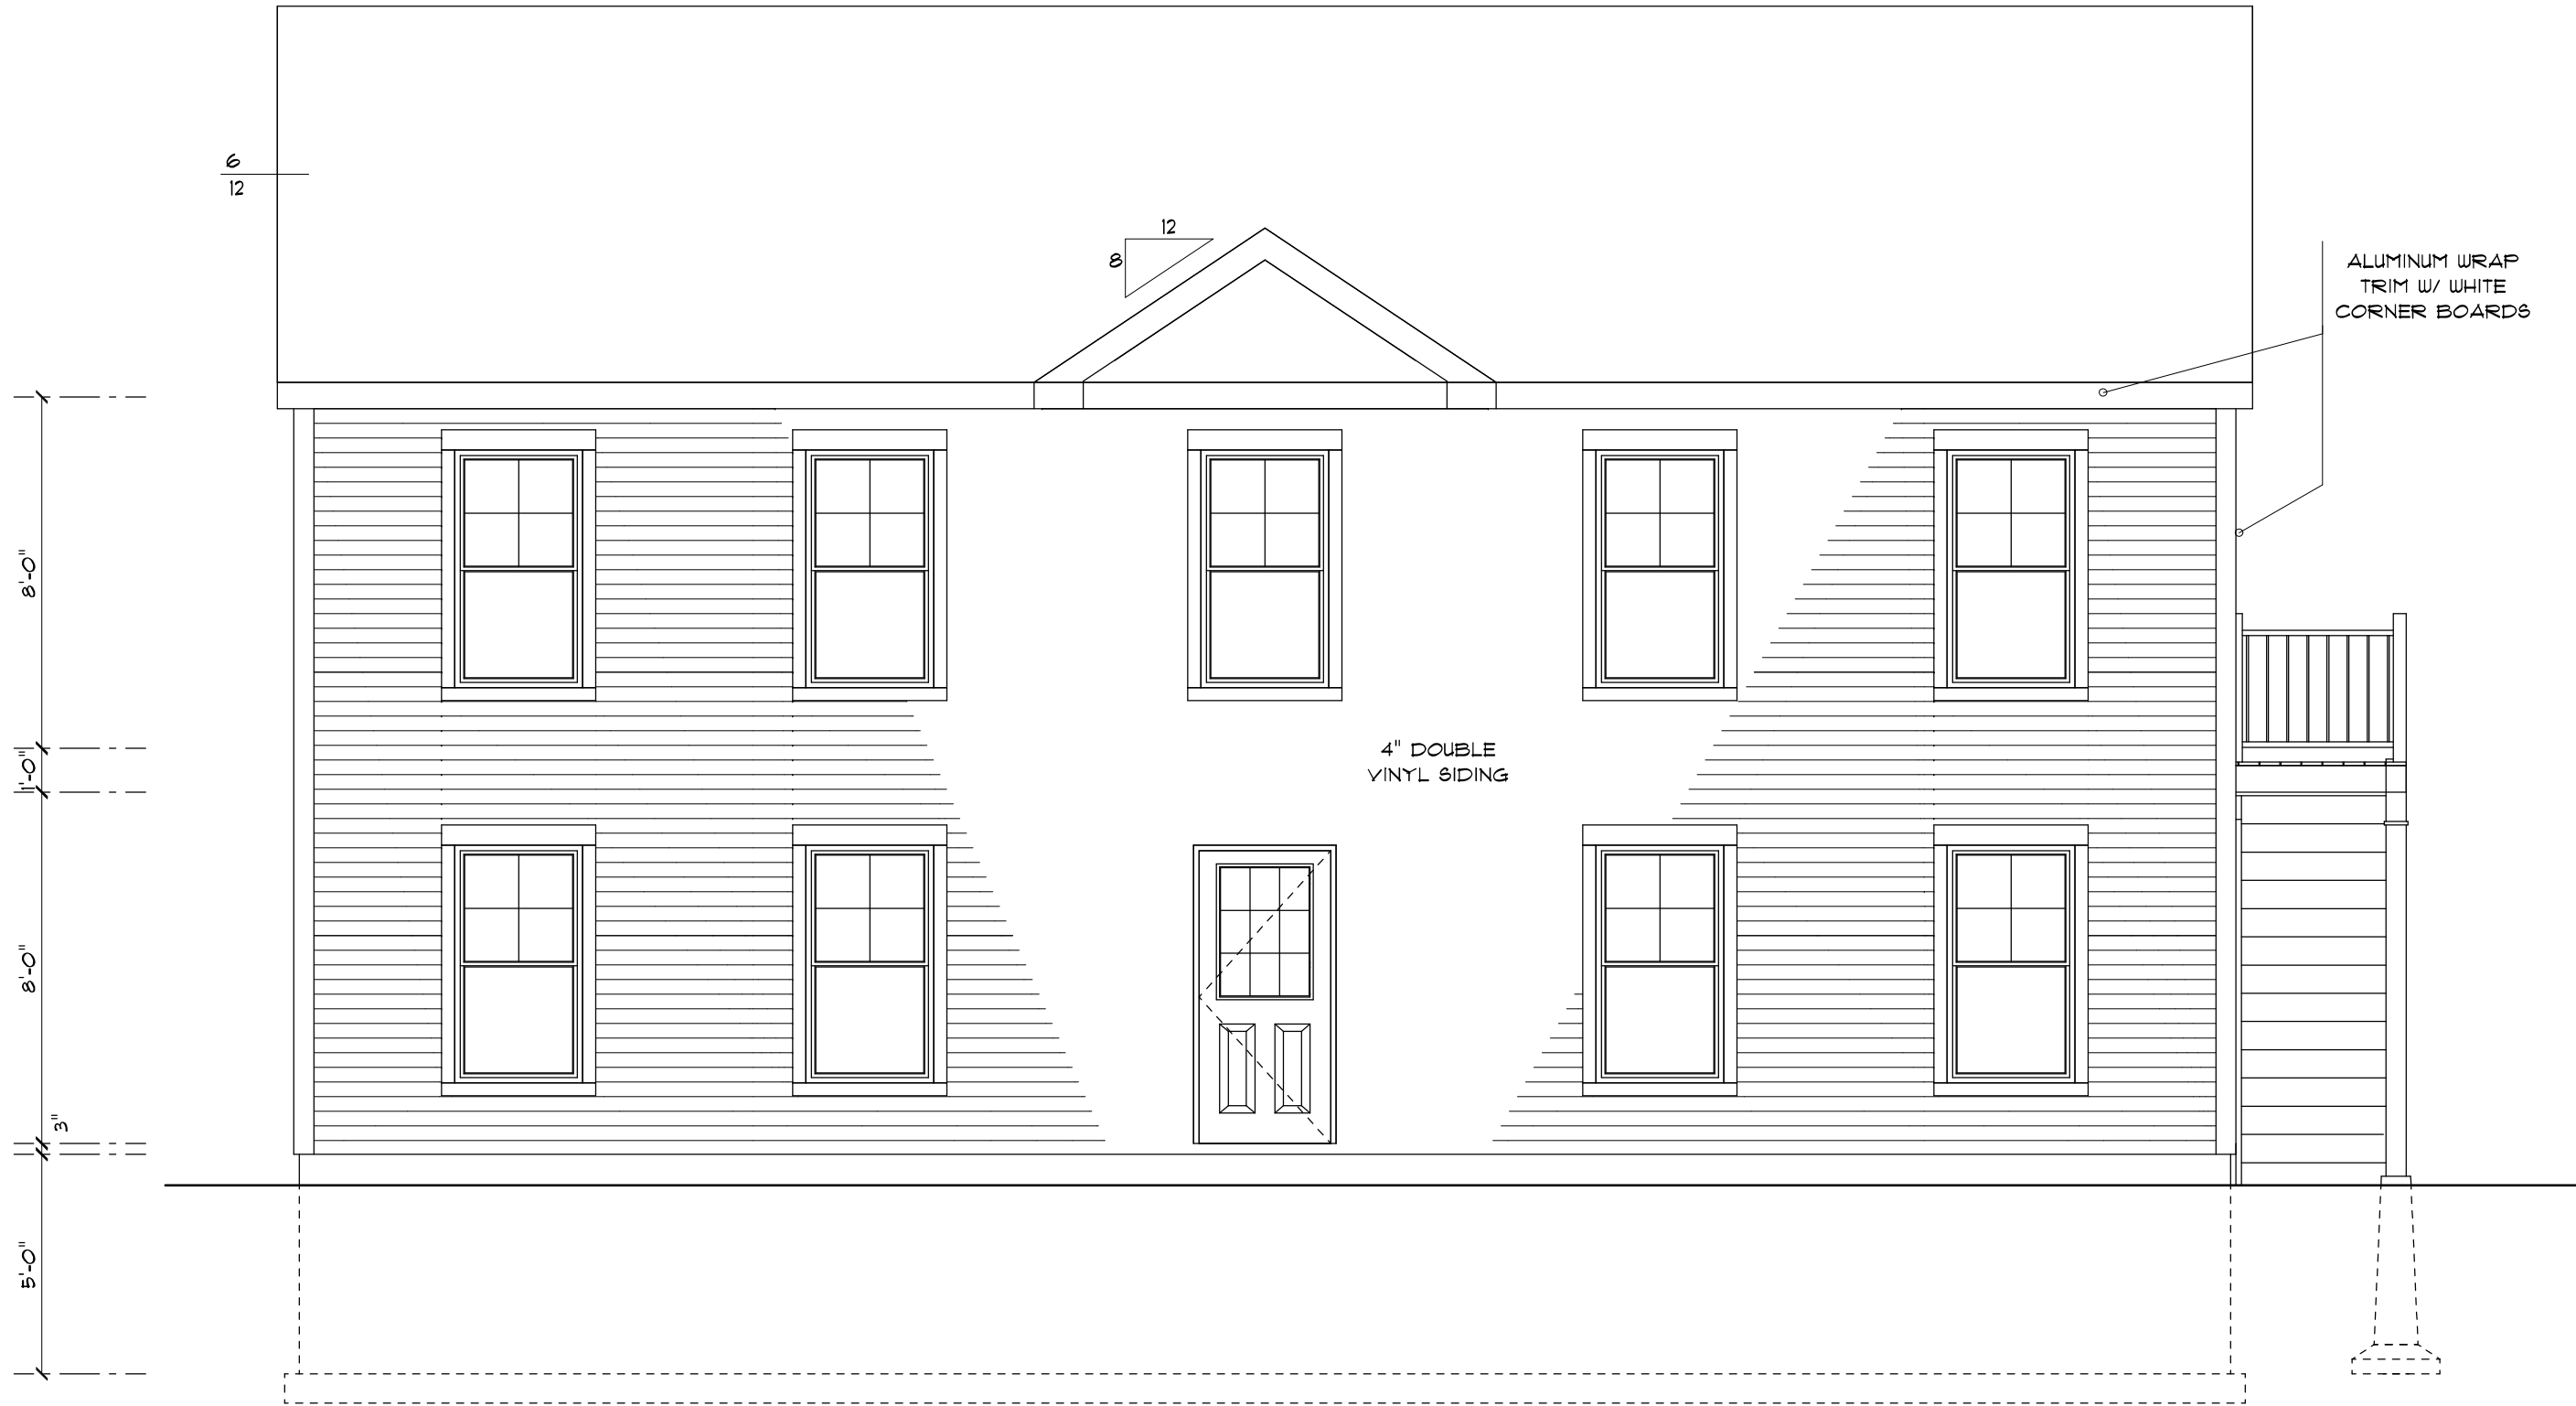 6
12
12
8
ALUMINUM WRAP
TRIM W/ WHITE
CORNER BOARDS
8'-0"
1'-0"
4" DOUBLE
VINYL SIDING
8'-0"
3"
5'-0"